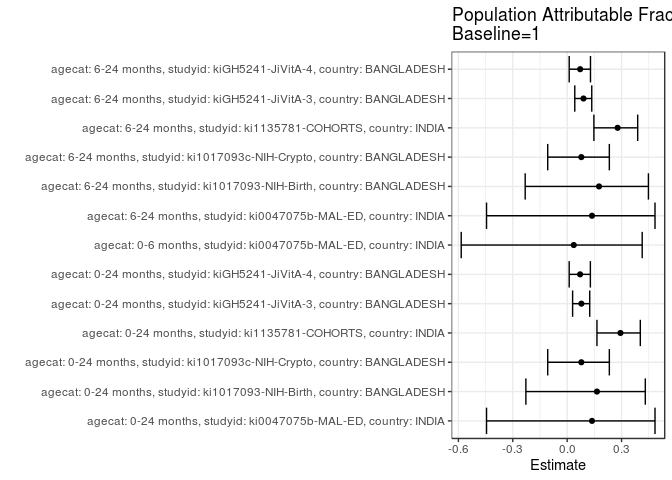 Population Attributable Frac
Baseline=1
agecat: 6-24 months, studyid: kiGH5241-JiVitA-4, country: BANGLADESH
agecat: 6-24 months, studyid: kiGH5241-JiVitA-3, country: BANGLADESH
agecat: 6-24 months, studyid: ki1135781-COHORTS, country: INDIA
agecat: 6-24 months, studyid: ki1017093c-NIH-Crypto, country: BANGLADESH
agecat: 6-24 months, studyid: ki1017093-NIH-Birth, country: BANGLADESH
agecat: 6-24 months, studyid: ki0047075b-MAL-ED, country: INDIA
agecat: 0-6 months, studyid: ki0047075b-MAL-ED, country: INDIA
agecat: 0-24 months, studyid: kiGH5241-JiVitA-4, country: BANGLADESH
agecat: 0-24 months, studyid: kiGH5241-JiVitA-3, country: BANGLADESH
agecat: 0-24 months, studyid: ki1135781-COHORTS, country: INDIA
agecat: 0-24 months, studyid: ki1017093c-NIH-Crypto, country: BANGLADESH
agecat: 0-24 months, studyid: ki1017093-NIH-Birth, country: BANGLADESH
agecat: 0-24 months, studyid: ki0047075b-MAL-ED, country: INDIA
-0.6 -0.3 0.0 0.3
Estimate